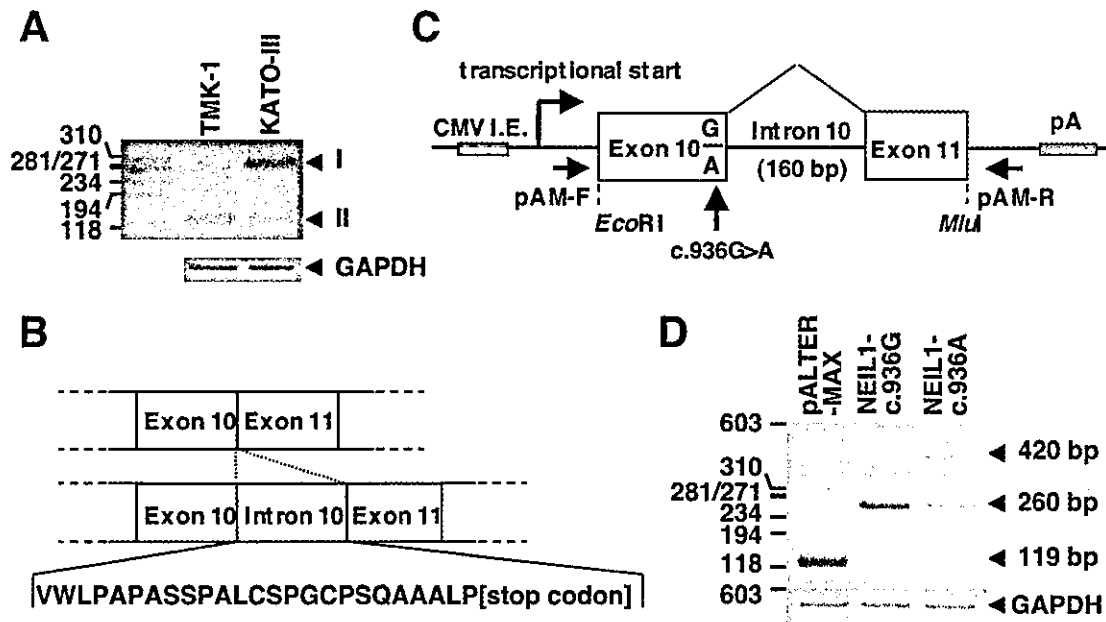 A
TMK-1
KATO-III
310
281/271
234
194
118
I
II
GAPDH
B
Exon 10
Exon 11
Exon 10
Intron 10
Exon 11
VWLPAPASSPALCSPGCPSQAAALP[stop codon]
C
transcriptional start
CMV I.E.
Exon 10
G
A
Intron 10
(160 bp)
Exon 11
pA
pAM-F
pAM-R
EcoRI
MluI
c.936G>A
D
pALTER
-MAX
NEIL1-
c.936G
NEIL1-
c.936A
603
310
281/271
234
194
118
603
420 bp
260 bp
119 bp
GAPDH